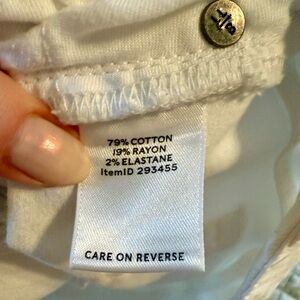 79% COTTON
19% RAYON
2% ELASTANE
ItemID 293455
CARE ON REVERSE